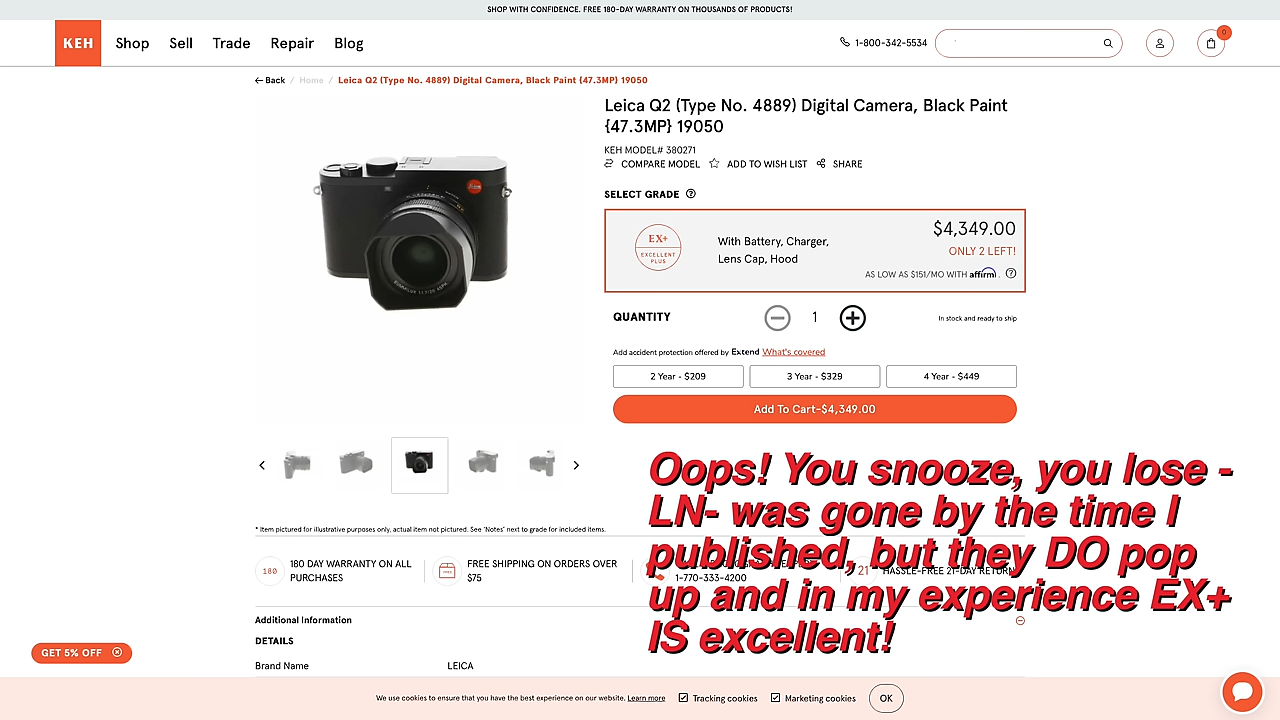 SHOP WITH CONFIDENCE. FREE 180-DAY WARRANTY ON THOUSANDS OF PRODUCTS!
KEH
Shop
Sell
Trade
Repair
Blog
1-800-342-5534
0
Back / Home / Leica Q2 (Type No. 4889) Digital Camera, Black Paint {47.3MP} 19050
Leica Q2 (Type No. 4889) Digital Camera, Black Paint
{47.3MP} 19050
KEH MODEL# 380271
COMPARE MODEL
ADD TO WISH LIST
SHARE
SELECT GRADE
EX+
EXCELLENT
PLUS
With Battery, Charger,
Lens Cap, Hood
$4,349.00
ONLY 2 LEFT!
AS LOW AS $151/MO WITH affirm.
QUANTITY
1
In stock and ready to ship
Add accident protection offered by Extend What's covered
2 Year - $209
3 Year - $329
4 Year - $449
Add To Cart-$4,349.00
Oops! You snooze, you lose -
LN- was gone by the time I
published, but they DO pop
up and in my experience EX+
IS excellent!
* Item pictured for illustrative purposes only, actual item not pictured. See 'Notes' next to grade for included items.
180
180 DAY WARRANTY ON ALL
PURCHASES
FREE SHIPPING ON ORDERS OVER
$75
1-770-333-4200
21
HASSLE-FREE 21-DAY RETURN
Additional Information
DETAILS
Brand Name
LEICA
GET 5% OFF
We use cookies to ensure that you have the best experience on our website. Learn more
Tracking cookies
Marketing cookies
OK